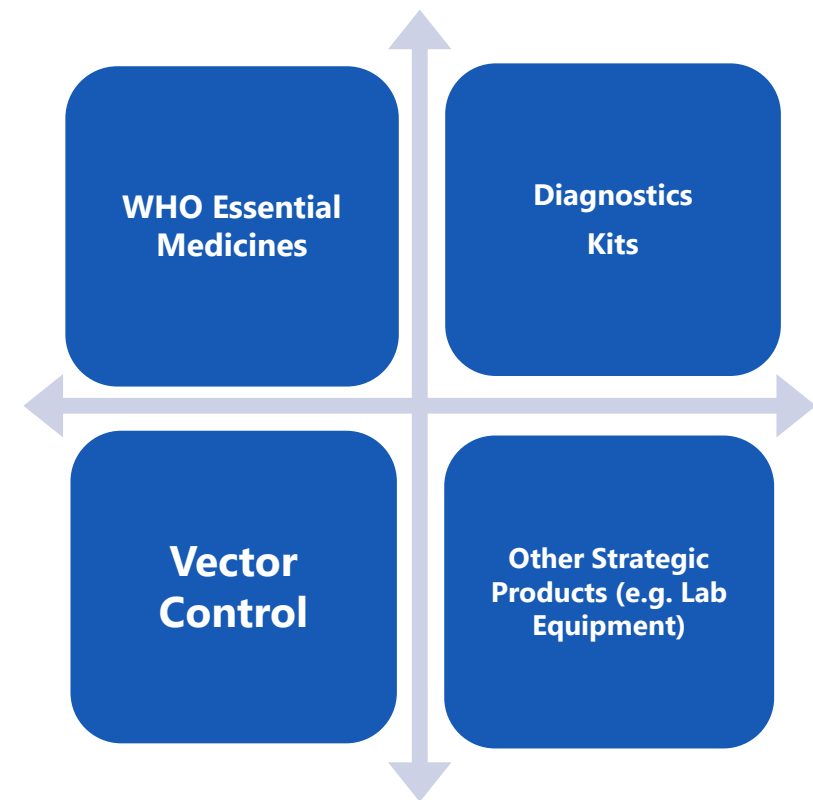 WHO Essential
Medicines
Diagnostics
Kits
Vector
Control
Other Strategic
Products (e.g. Lab
Equipment)